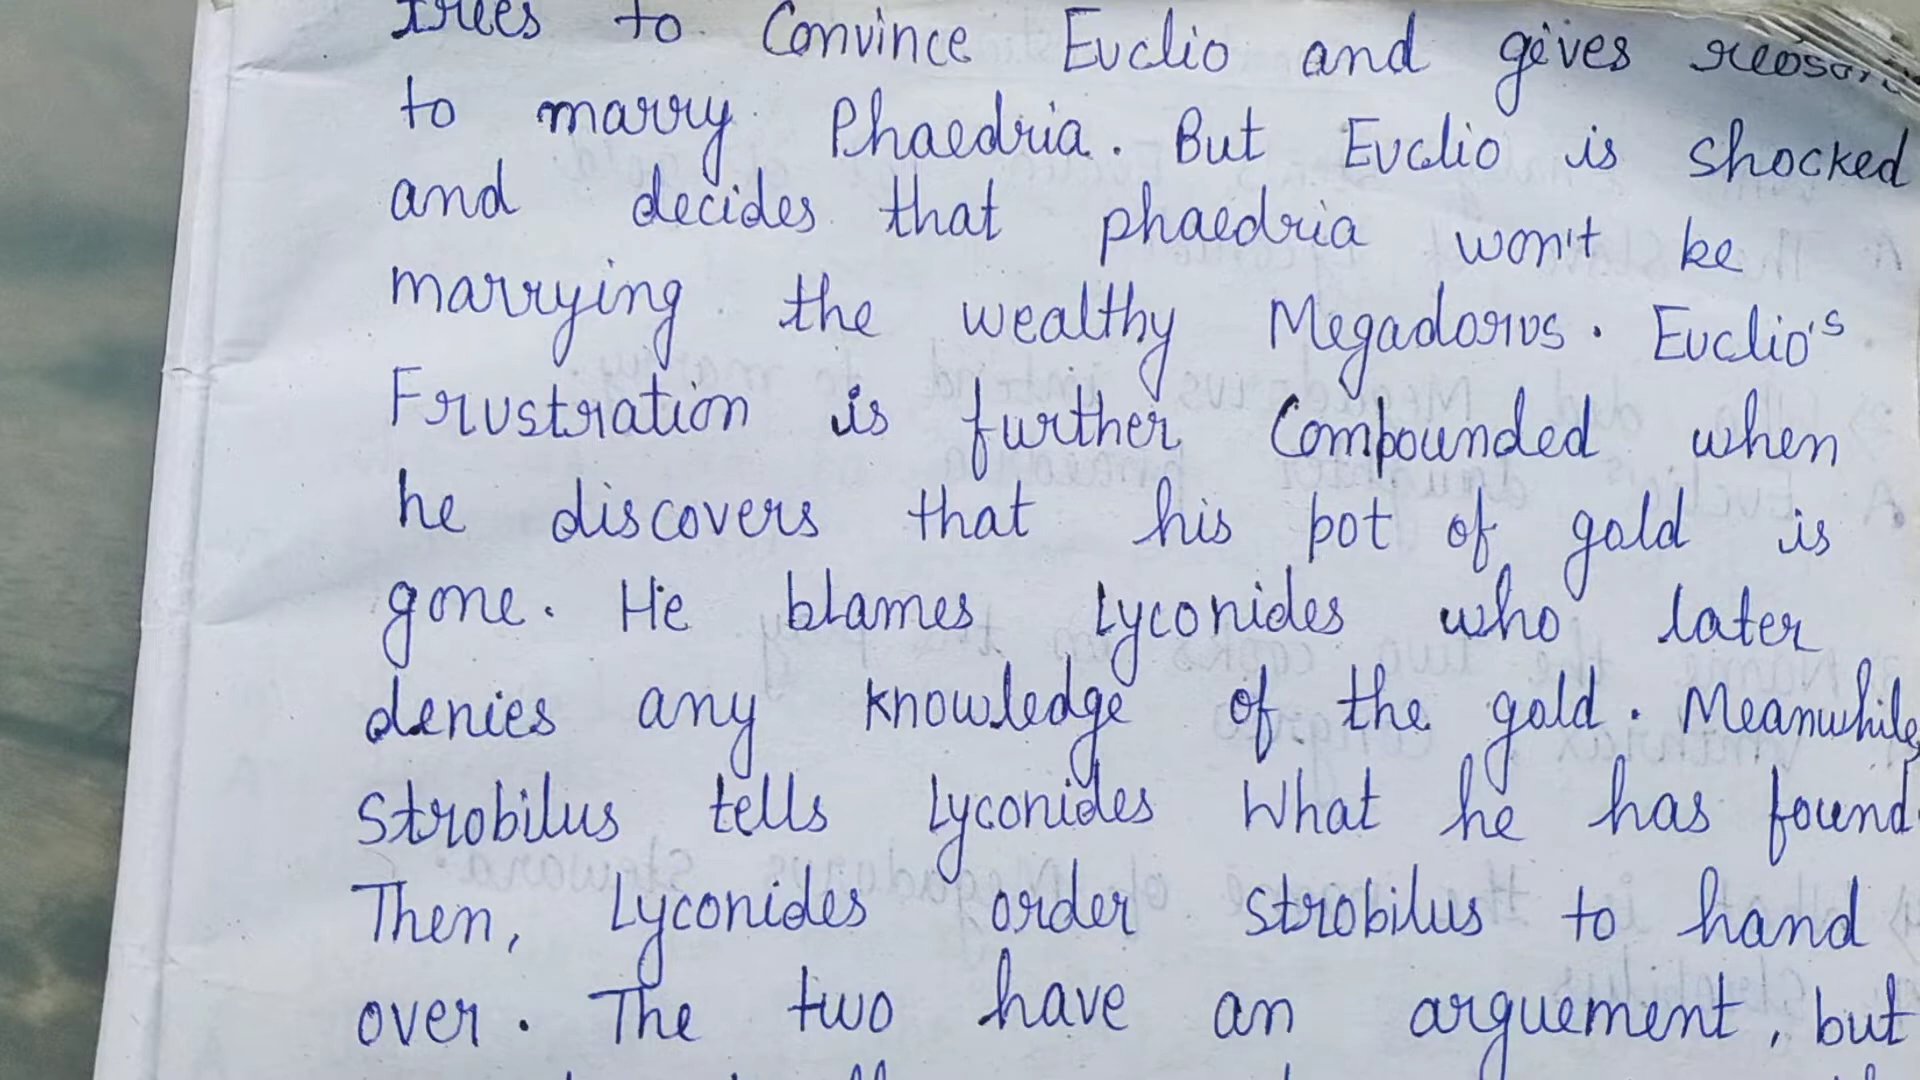 to Convince Euclio and gives
to marry Phaedria. But Euclio is shocked
and decides that phaedria won't be
marrying the wealthy Megadorus. Euclio's
Frustration is further Compounded when
he discovers that his pot of gold is
gone. He blames Lyconides who later
denies any knowledge of the gold. Meanwhile,
Strobilus tells Lyconides What he has found.
Then, Lyconides order Strobilus to hand
over. The two have an arguement, but